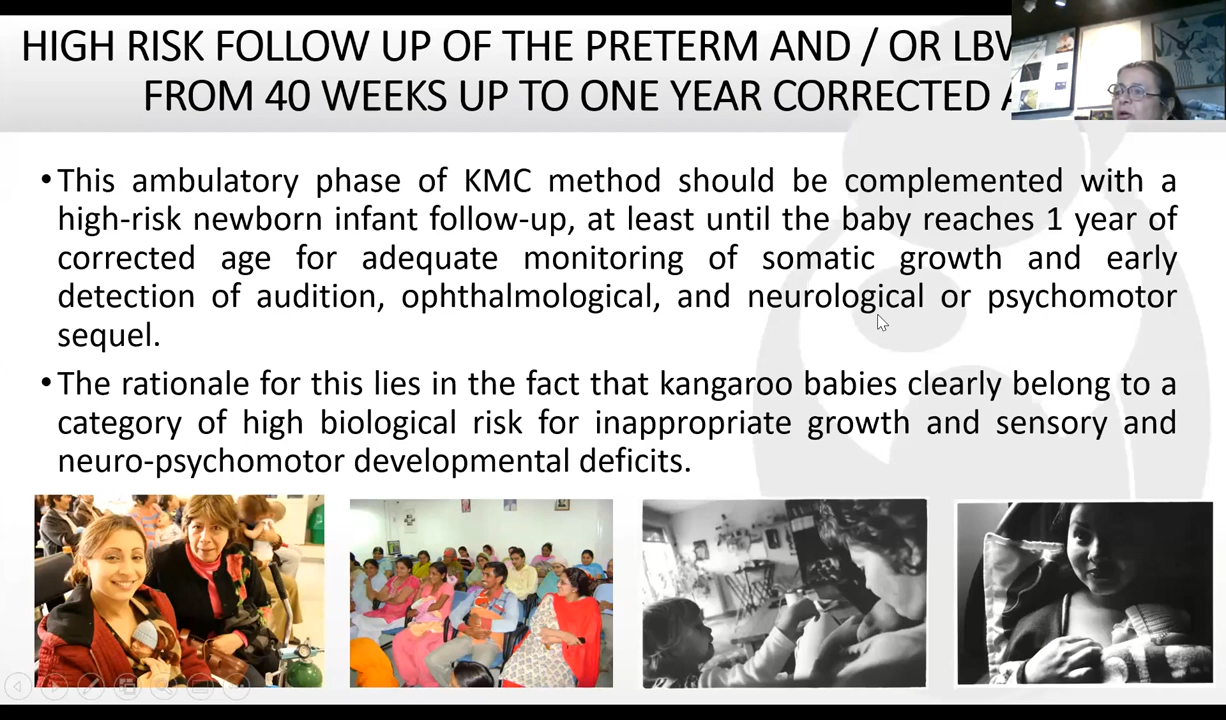 HIGH RISK FOLLOW UP OF THE PRETERM AND / OR
FROM 40 WEEKS UP TO ONE YEAR CORRECTED
•This ambulatory phase of KMC method should be complemented with a
high-risk newborn infant follow-up, at least until the baby reaches 1 year of
corrected age for adequate monitoring of somatic growth and early
detection of audition, ophthalmological, and neurological or psychomotor
sequel.
•The rationale for this lies in the fact that kangaroo babies clearly belong to a
category of high biological risk for inappropriate growth and sensory and
neuro-psychomotor developmental deficits.